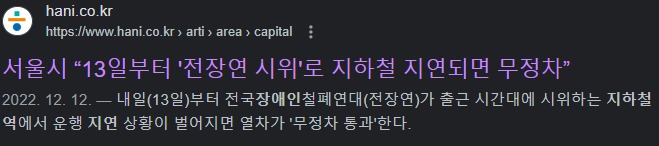 hani.co.kr
https://www.hani.co.kr › arti › area › capital
서울시 “13일부터 '전장연 시위'로 지하철 지연되면 무정차”
2022. 12. 12. — 내일(13일)부터 전국장애인철폐연대(전장연)가 출근 시간대에 시위하는 지하철
역에서 운행 지연 상황이 벌어지면 열차가 '무정차 통과'한다.